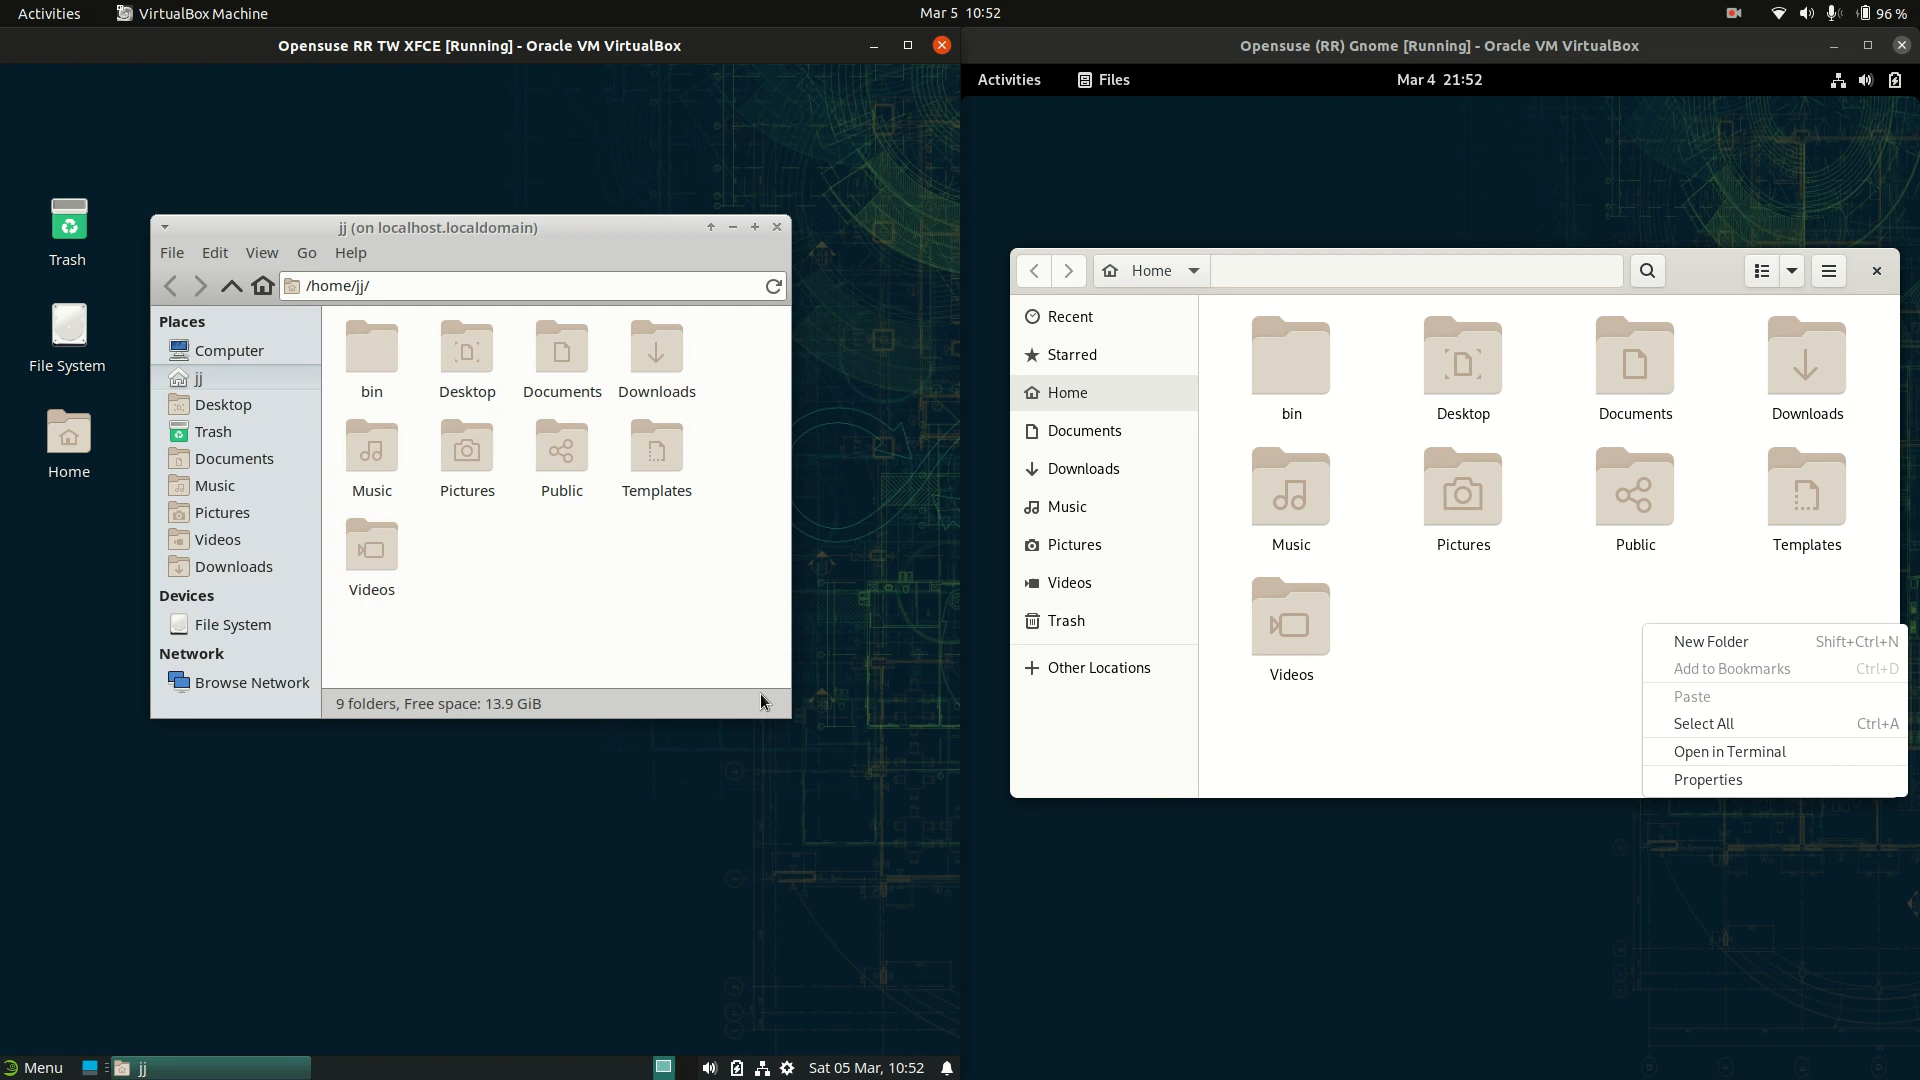 Activities VirtualBox Machine Mar 5 10:52 96 %
Opensuse RR TW XFCE [Running] - Oracle VM VirtualBox
Trash
File System
Home
jj (on localhost.localdomain)
File Edit View Go Help
/home/jj/
Places
Computer
jj
Desktop
Trash
Documents
Music
Pictures
Videos
Downloads
Devices
File System
Network
Browse Network
bin Desktop Documents Downloads
Music Pictures Public Templates
Videos
9 folders, Free space: 13.9 GiB
Menu jj Sat 05 Mar, 10:52
Opensuse (RR) Gnome [Running] - Oracle VM VirtualBox
Activities Files Mar 4 21:52
Home
Recent
Starred
Home
Documents
Downloads
Music
Pictures
Videos
Trash
Other Locations
bin Desktop Documents Downloads
Music Pictures Public Templates
Videos
New Folder Shift+Ctrl+N
Add to Bookmarks Ctrl+D
Paste
Select All Ctrl+A
Open in Terminal
Properties